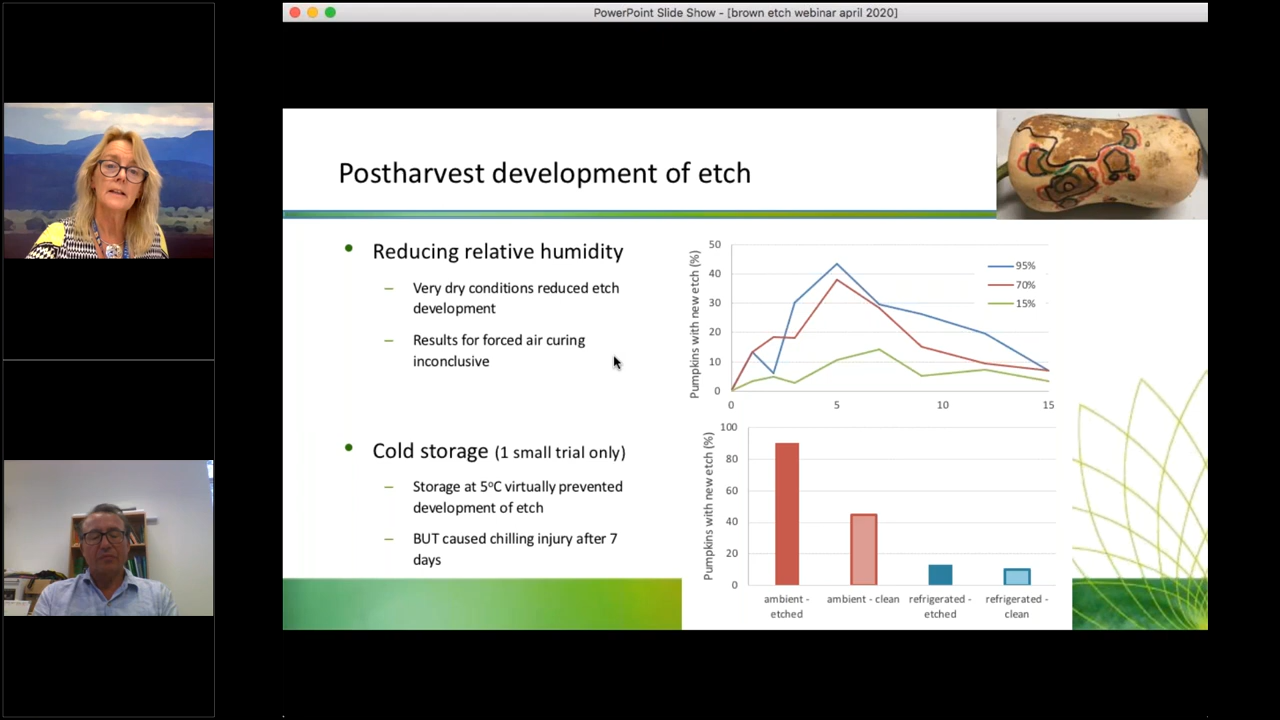 PowerPoint Slide Show - [brown etch webinar april 2020]
Postharvest development of etch
• Reducing relative humidity
– Very dry conditions reduced etch
development
– Results for forced air curing
inconclusive
• Cold storage (1 small trial only)
– Storage at 5°C virtually prevented
development of etch
– BUT caused chilling injury after 7
days
Pumpkins with new etch (%)
50
40
30
20
10
0
0 5 10 15
95%
70%
15%
Pumpkins with new etch (%)
100
80
60
40
20
0
ambient - ambient - clean refrigerated - refrigerated -
etched etched clean